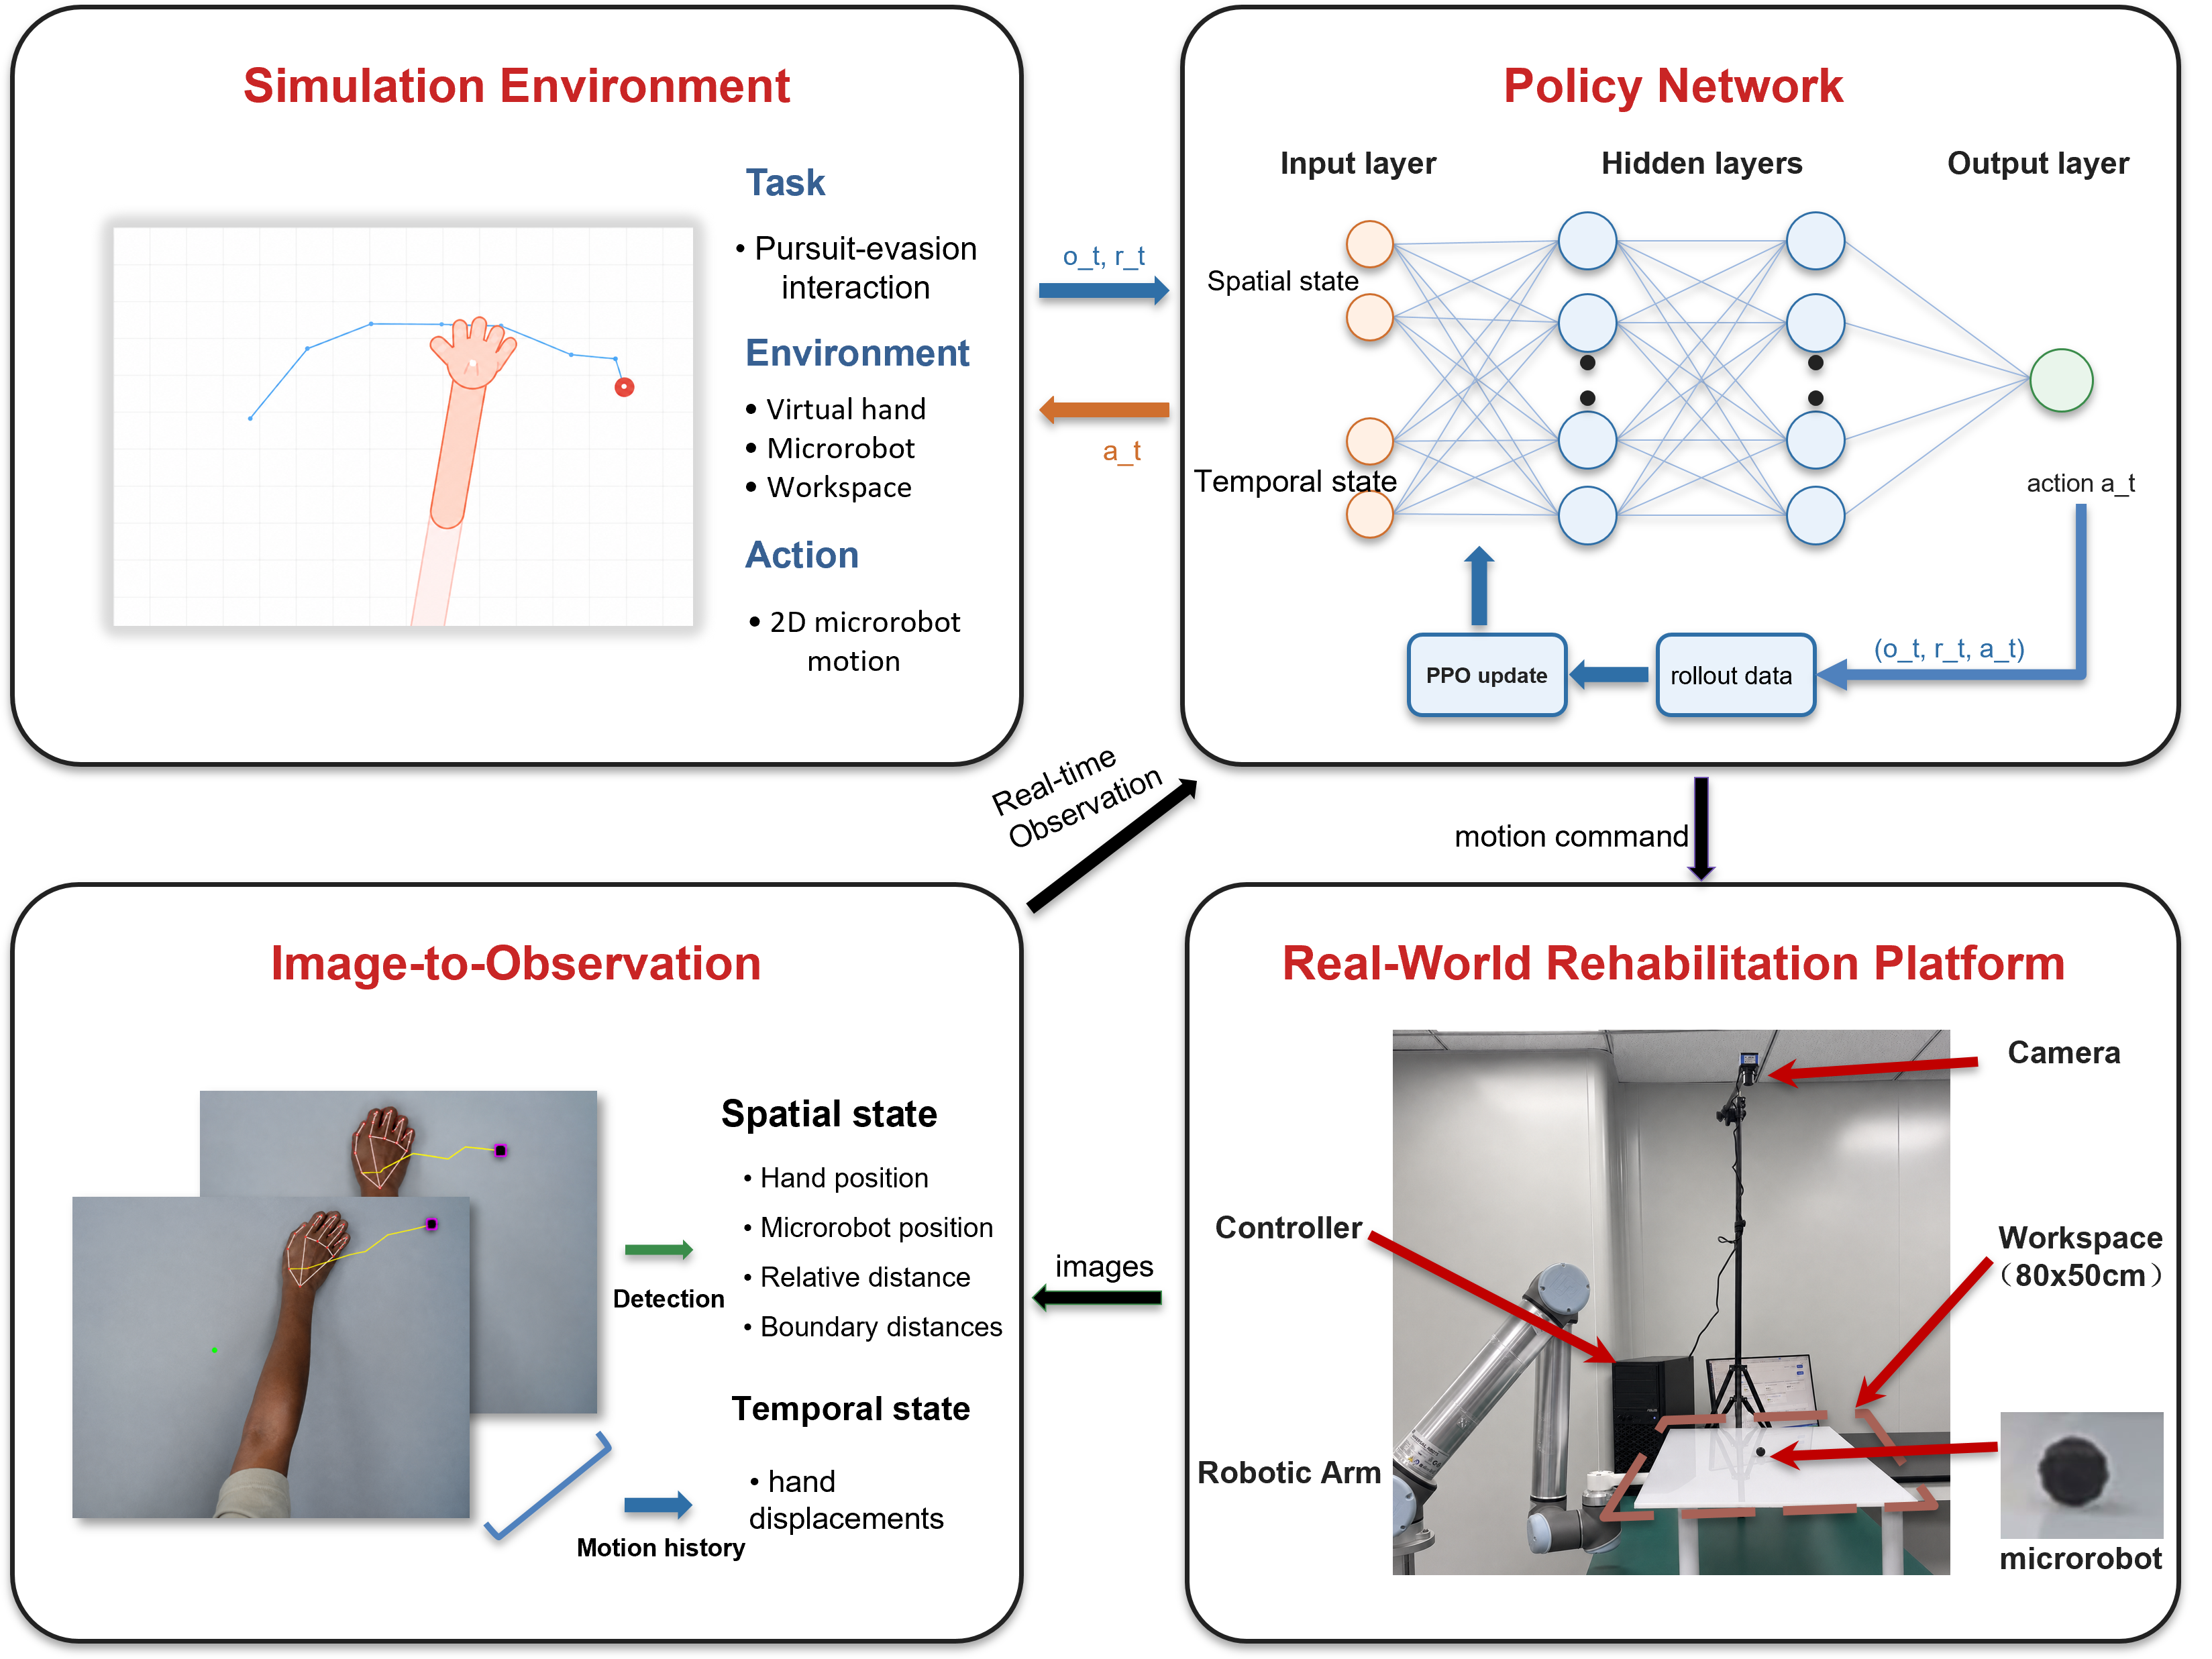 Simulation Environment
Task
• Pursuit-evasion
interaction
Environment
• Virtual hand
• Microrobot
• Workspace
Action
• 2D microrobot
motion
o_t, r_t
a_t
Policy Network
Input layer
Hidden layers
Output layer
Spatial state
Temporal state
action a_t
(o_t, r_t, a_t)
rollout data
PPO update
Real-time
Observation
motion command
Image-to-Observation
Detection
Spatial state
• Hand position
• Microrobot position
• Relative distance
• Boundary distances
Temporal state
• hand
displacements
Motion history
images
Real-World Rehabilitation Platform
Camera
Controller
Workspace
（80x50cm）
Robotic Arm
microrobot